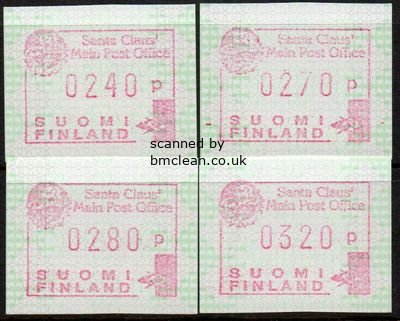 Santa Claus'
Main Post Office
0240 P
SUOMI
FINLAND
Santa Claus'
Main Post Office
0270 P
SUOMI
FINLAND
scanned by
bmclean.co.uk
Santa Claus'
Main Post Office
0280 P
SUOMI
FINLAND
Santa Claus'
Main Post Office
0320 P
SUOMI
FINLAND